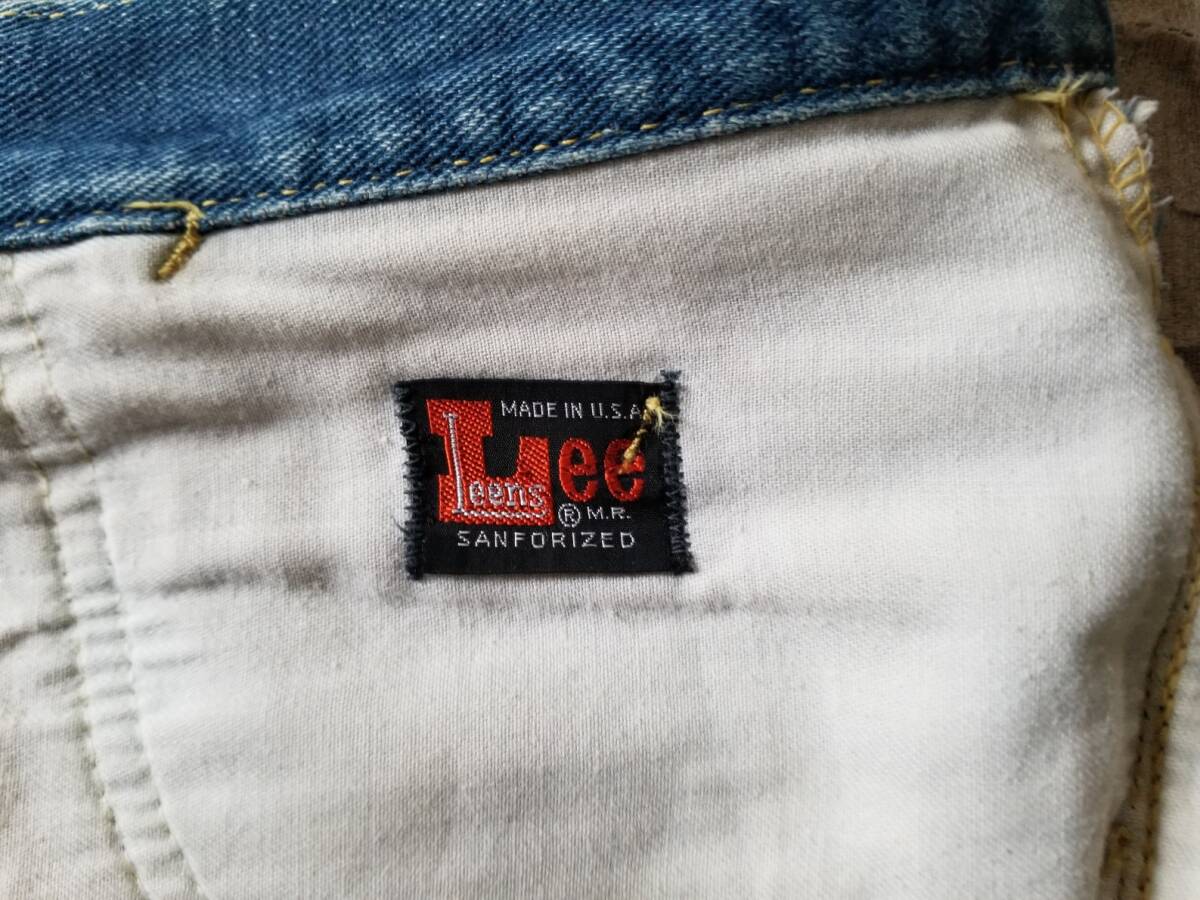 MADE IN U.S.A
Lee
Leens
® M.R.
SANFORIZED